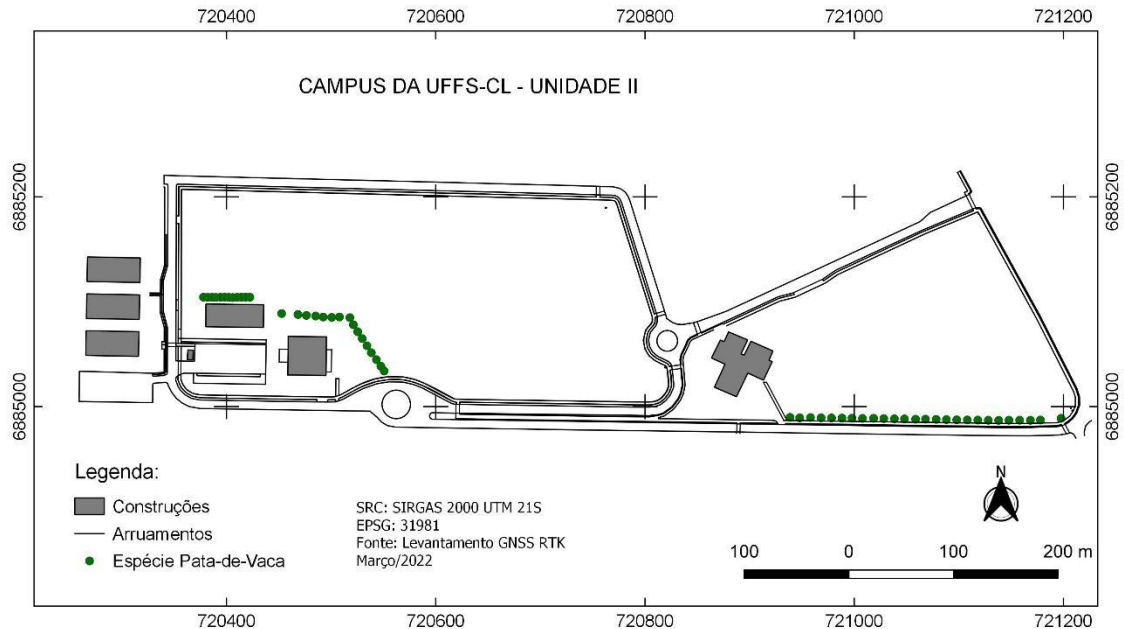 720400 720600 720800 721000 721200
CAMPUS DA UFFS-CL - UNIDADE II
6885200 6885200
6885000 6885000
Legenda:
Construções
Arruamentos
Espécie Pata-de-Vaca
SRC: SIRGAS 2000 UTM 21S
EPSG: 31981
Fonte: Levantamento GNSS RTK
Março/2022
N
100 0 100 200 m
720400 720600 720800 721000 721200